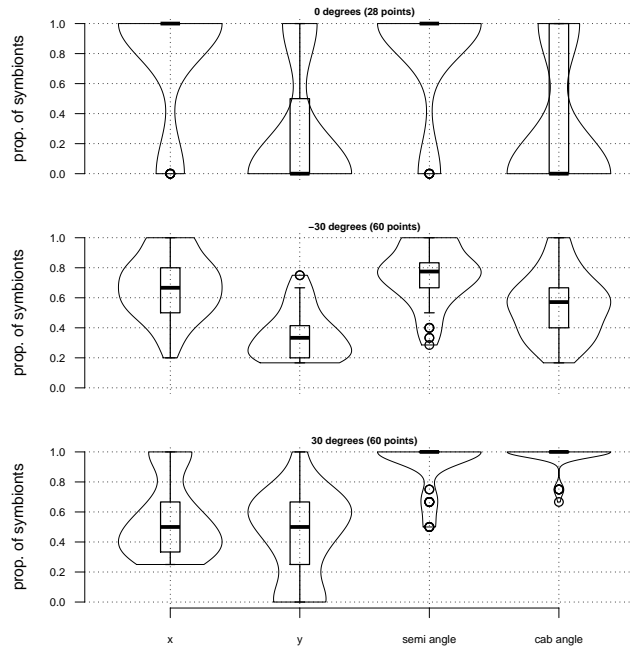 0 degrees (28 points)
prop. of symbionts
1.0
0.8
0.6
0.4
0.2
0.0
−30 degrees (60 points)
prop. of symbionts
1.0
0.8
0.6
0.4
0.2
0.0
30 degrees (60 points)
prop. of symbionts
1.0
0.8
0.6
0.4
0.2
0.0
x y semi angle cab angle